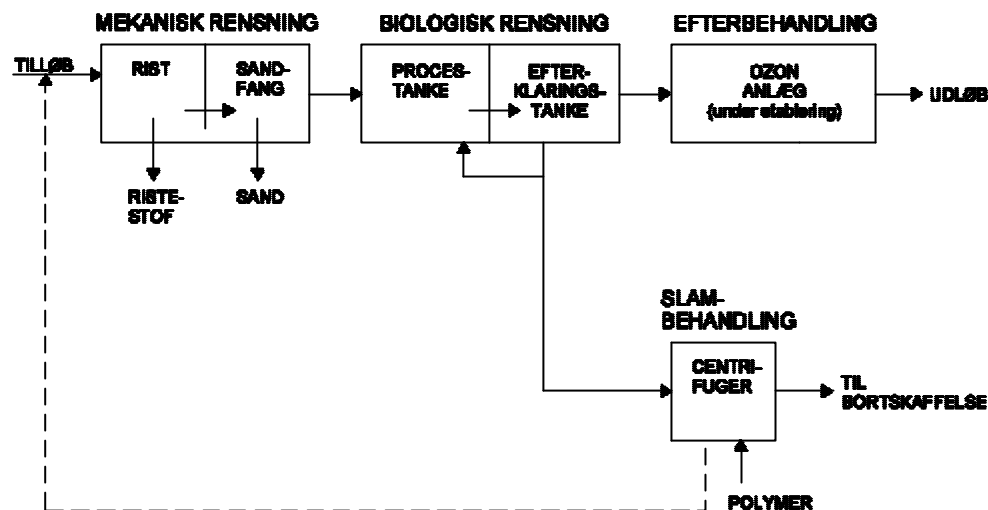 MEKANISK RENSNING
BIOLOGISK RENSNING
EFTERBEHANDLING
TILLØB
RIST
SAND-
FANG
PROCES-
TANKE
EFTER-
KLARINGS-
TANKE
OZON
ANLÆG
(under etablering)
UDLØB
RISTE-
STOF
SAND
SLAM-
BEHANDLING
CENTRI-
FUGER
TIL
BORTSKAFFELSE
POLYMER